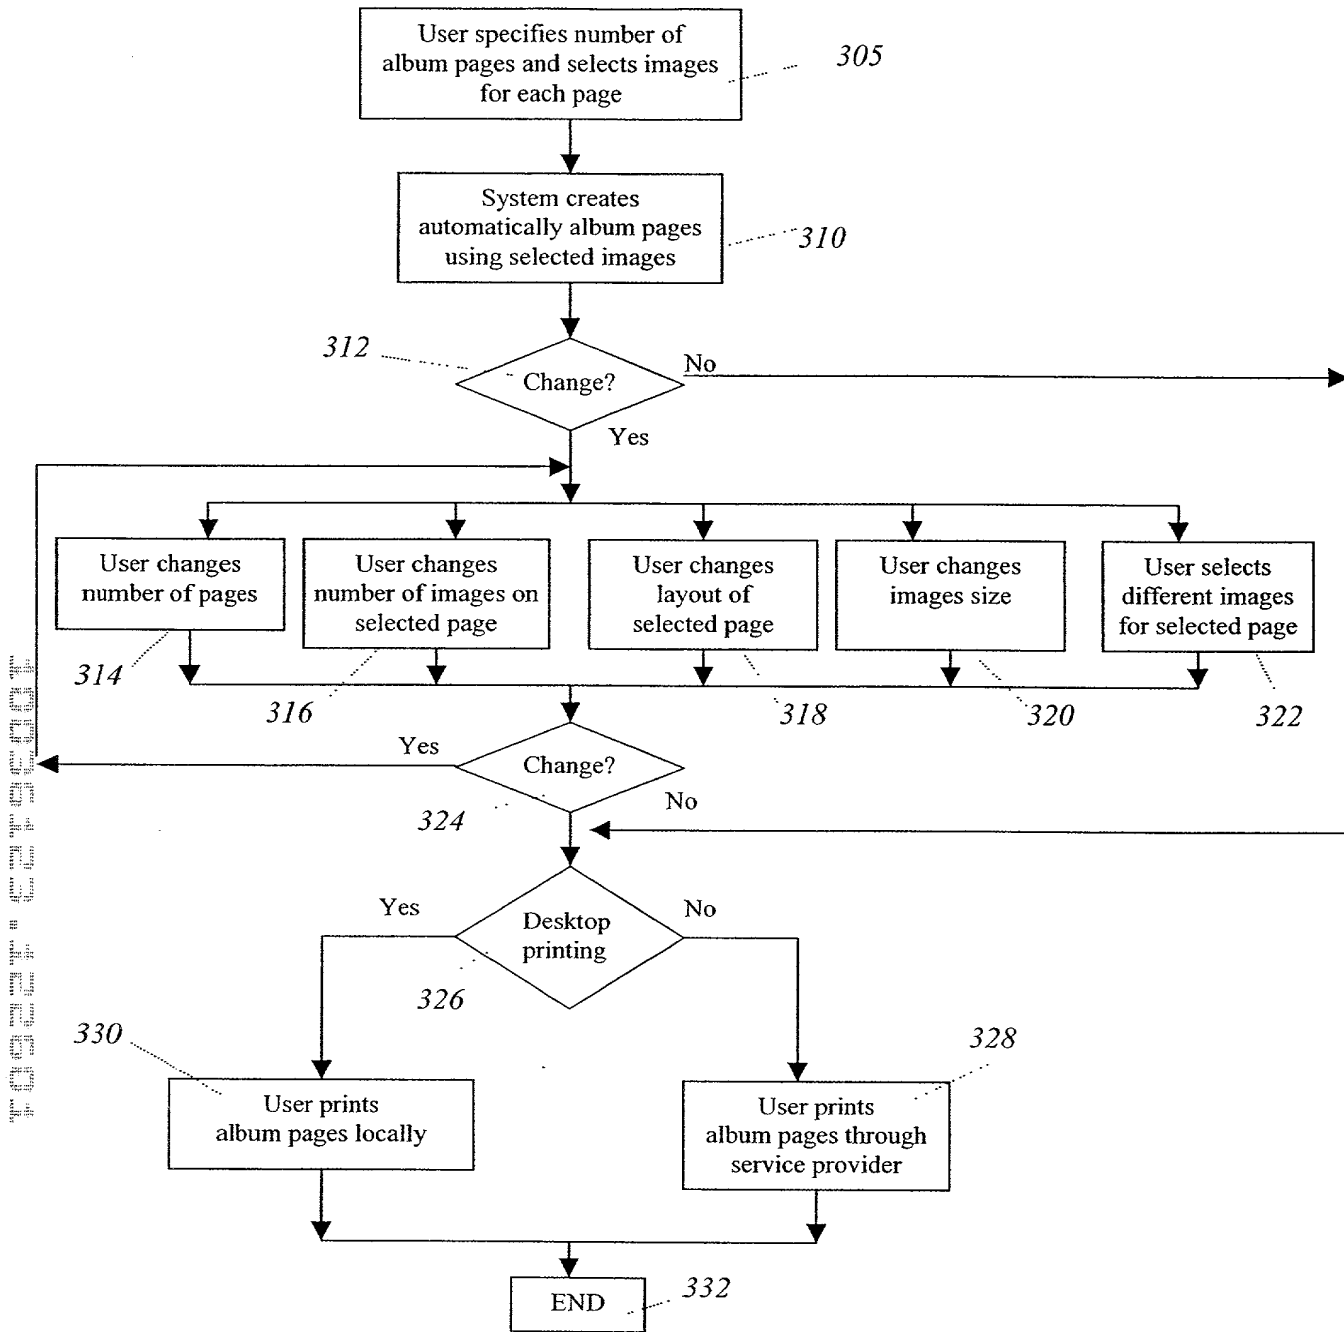 User specifies number of
album pages and selects images
for each page
305
System creates
automatically album pages
using selected images
310
312
Change?
No
Yes
User changes
number of pages
User changes
number of images on
selected page
User changes
layout of
selected page
User changes
images size
User selects
different images
for selected page
314
316
318
320
322
Yes
Change?
324
No
Yes
Desktop
printing
No
326
330
328
User prints
album pages locally
User prints
album pages through
service provider
END
332